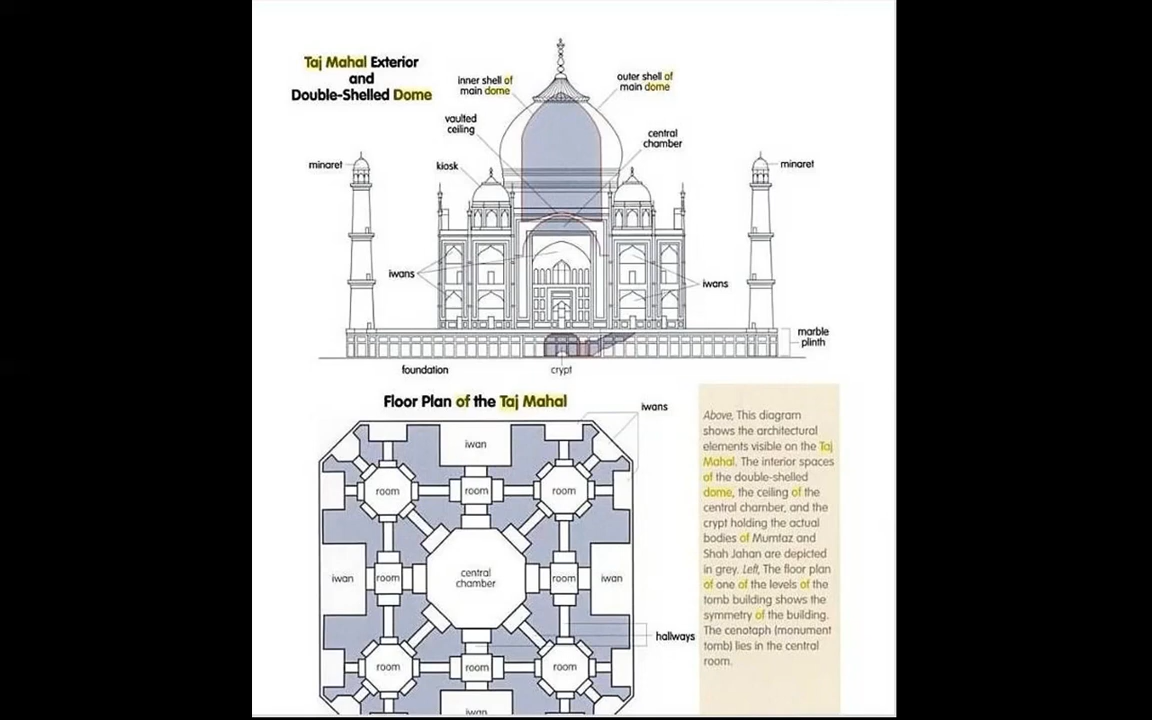 Taj Mahal Exterior
and
Double-Shelled Dome
inner shell of
main dome
outer shell of
main dome
vaulted
ceiling
central
chamber
minaret
kiosk
minaret
iwans
iwans
marble
plinth
foundation
crypt
Floor Plan of the Taj Mahal
iwans
iwan
room
room
room
iwan
room
central
chamber
room
iwan
hallways
room
room
room
iwan
Above, This diagram
shows the architectural
elements visible on the Taj
Mahal. The interior spaces
of the double-shelled
dome, the ceiling of the
central chamber, and the
crypt holding the actual
bodies of Mumtaz and
Shah Jahan are depicted
in grey. Left, The floor plan
of one of the levels of the
tomb building shows the
symmetry of the building.
The cenotaph (monument
tomb) lies in the central
room.